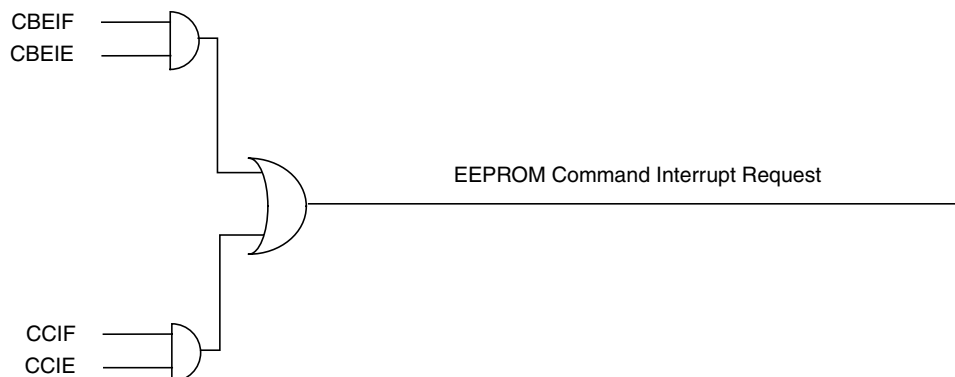 CBEIF
CBEIE
EEPROM Command Interrupt Request
CCIF
CCIE